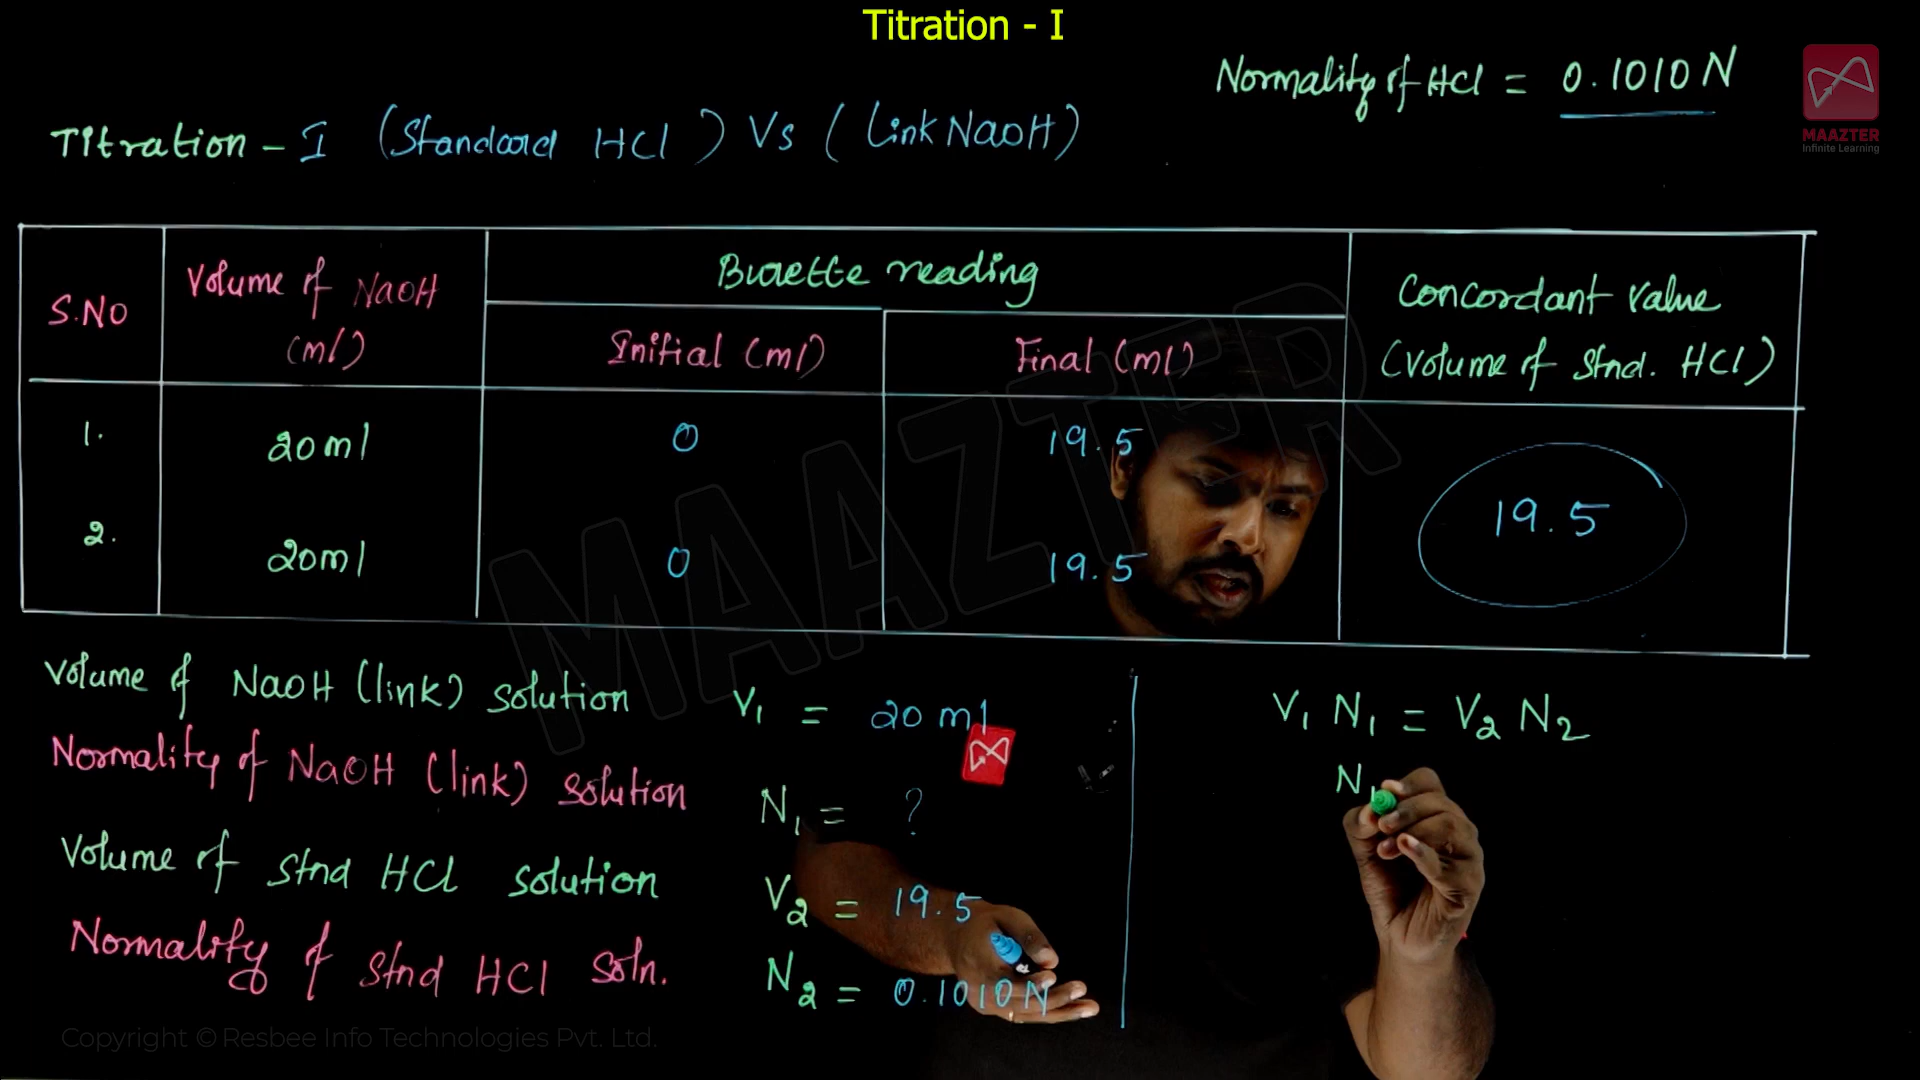 Titration - I
Normality of HCl = 0.1010 N
MAAZTER
Infinite Learning
Titration - I (Standard HCl) Vs (Link NaOH)
S.NO
Volume of NaOH (ml)
Burette reading
Initial (ml)
Final (ml)
Concordant Value
(Volume of Stnd. HCl)
1. 20ml 0 19.5
19.5
2. 20ml 0 19.5
MAAZTER
Volume of NaOH (link) solution V1 = 20 ml
Normality of NaOH (link) solution N1 = ?
Volume of Stnd HCl solution V2 = 19.5
Normality of Stnd HCl Soln. N2 = 0.1010 N
V1 N1 = V2 N2
N1
Copyright © Resbee Info Technologies Pvt. Ltd.